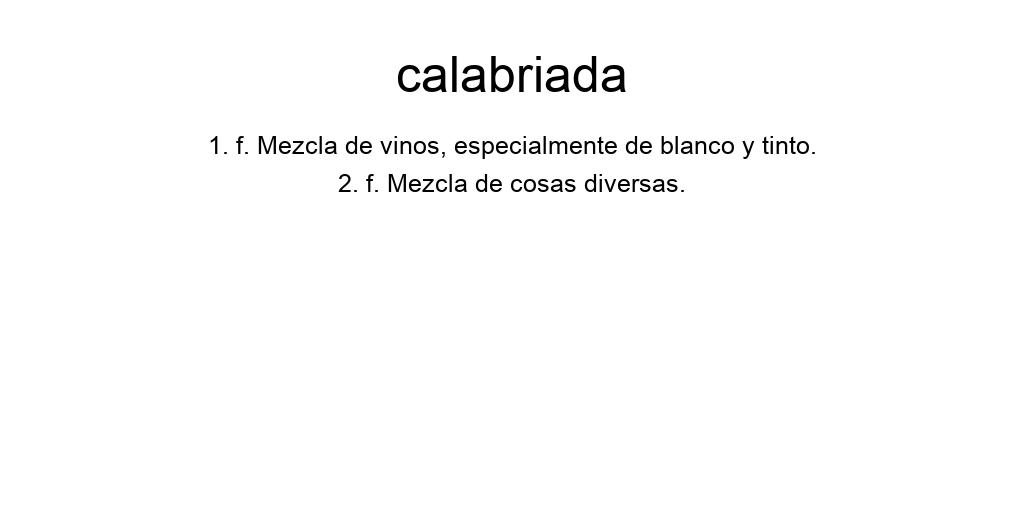 calabriada
1. f. Mezcla de vinos, especialmente de blanco y tinto.
2. f. Mezcla de cosas diversas.